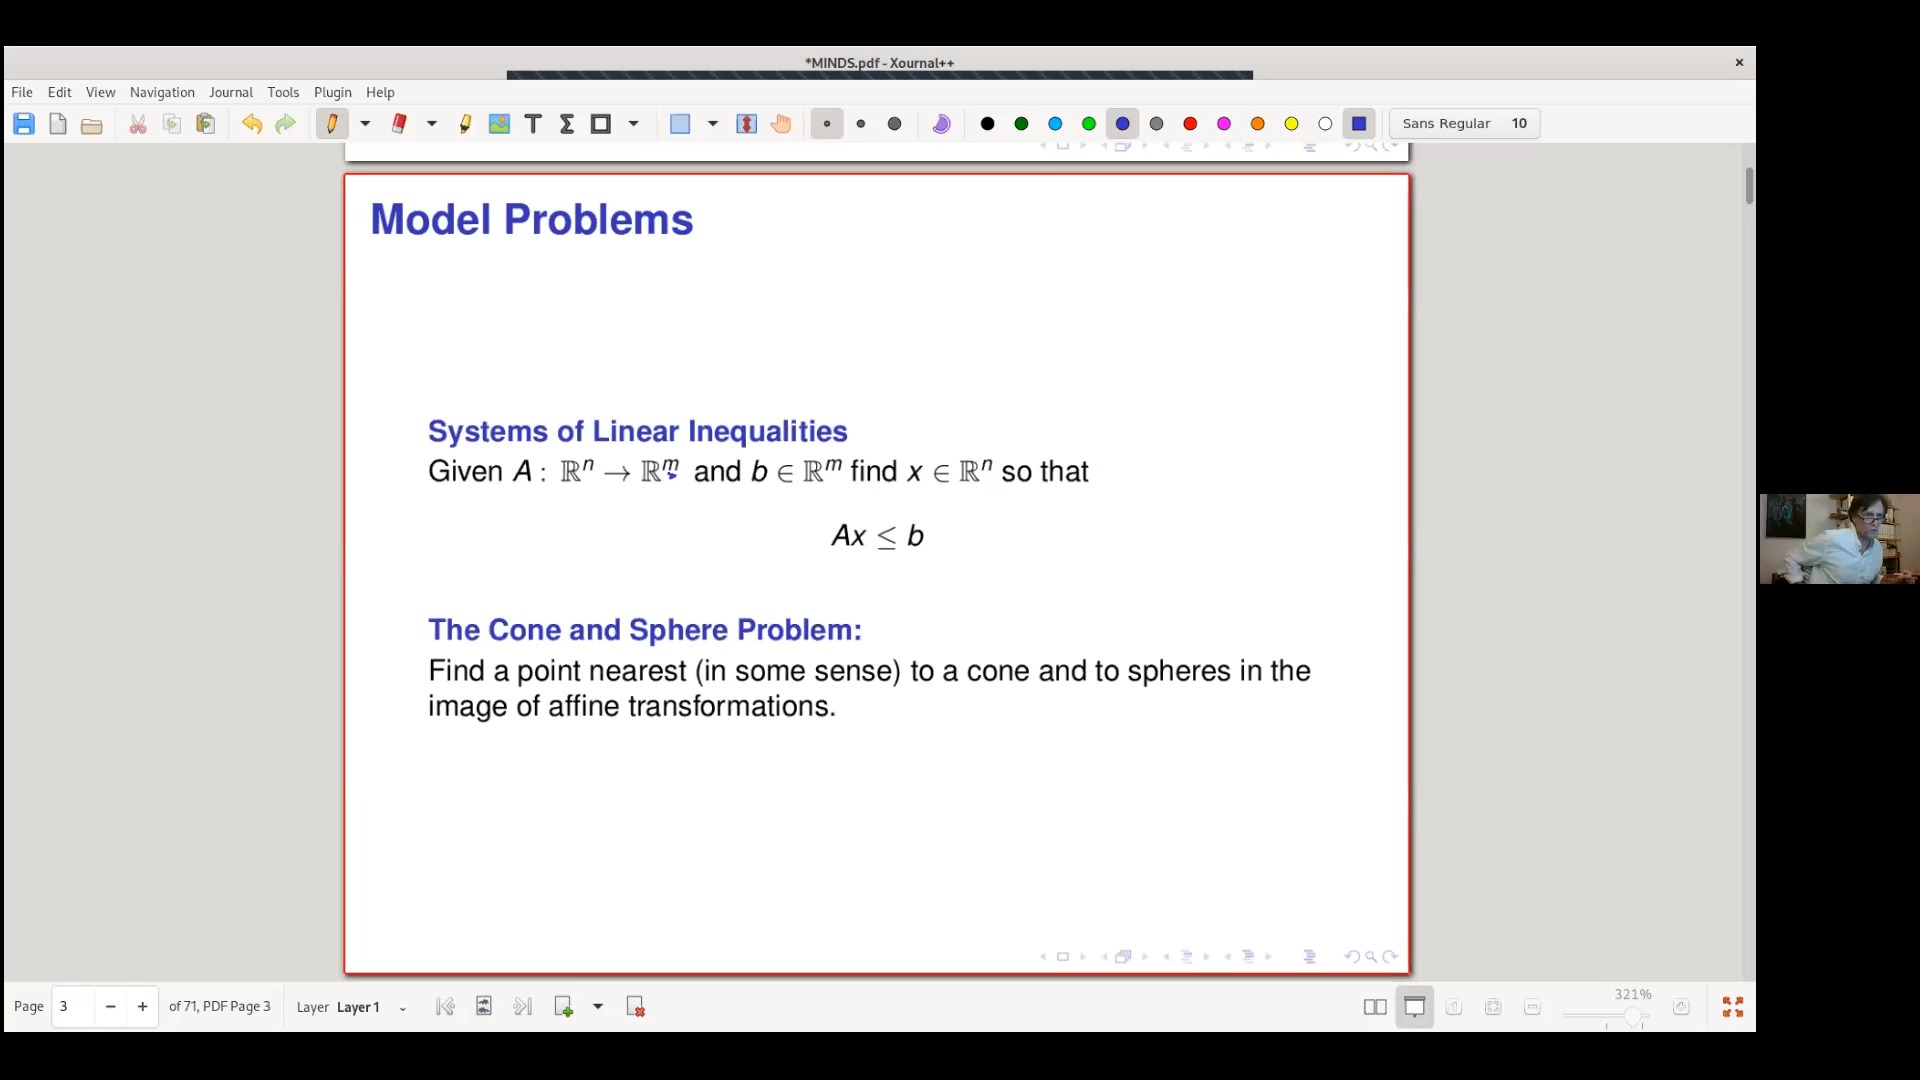 *MINDS.pdf - Xournal++
File Edit View Navigation Journal Tools Plugin Help
Sans Regular 10
Model Problems
Systems of Linear Inequalities
Given A : ℝⁿ → ℝᵐ and b ∈ ℝᵐ find x ∈ ℝⁿ so that
Ax ≤ b
The Cone and Sphere Problem:
Find a point nearest (in some sense) to a cone and to spheres in the
image of affine transformations.
Page 3 of 71, PDF Page 3 Layer Layer 1 321%